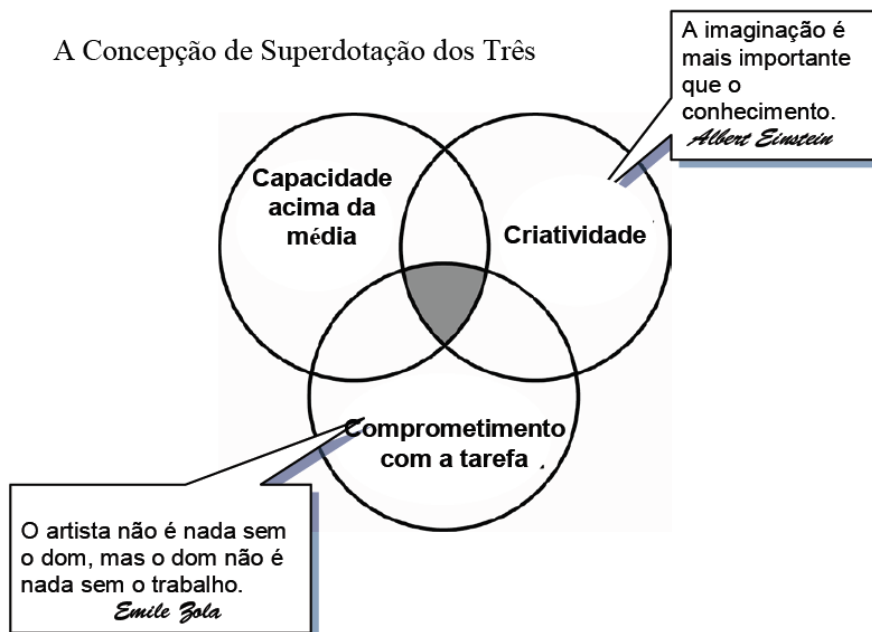 A Concepção de Superdotação dos Três
A imaginação é
mais importante
que o
conhecimento.
Albert Einstein
Capacidade
acima da
média
Criatividade
Comprometimento
com a tarefa
O artista não é nada sem
o dom, mas o dom não é
nada sem o trabalho.
Emile Zola